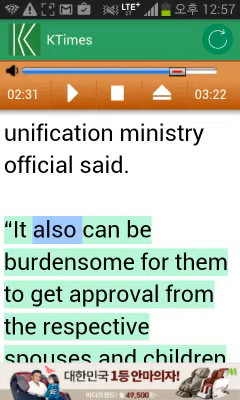 LTE 오후 12:57
KTimes
02:31
03:22
unification ministry
official said.
“It also can be
burdensome for them
to get approval from
the respective
spouses and children
대한민국 1등 안마의자!
49,500